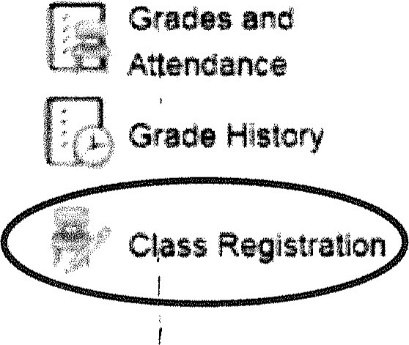 Grades and
Attendance
Grade History
Class Registration